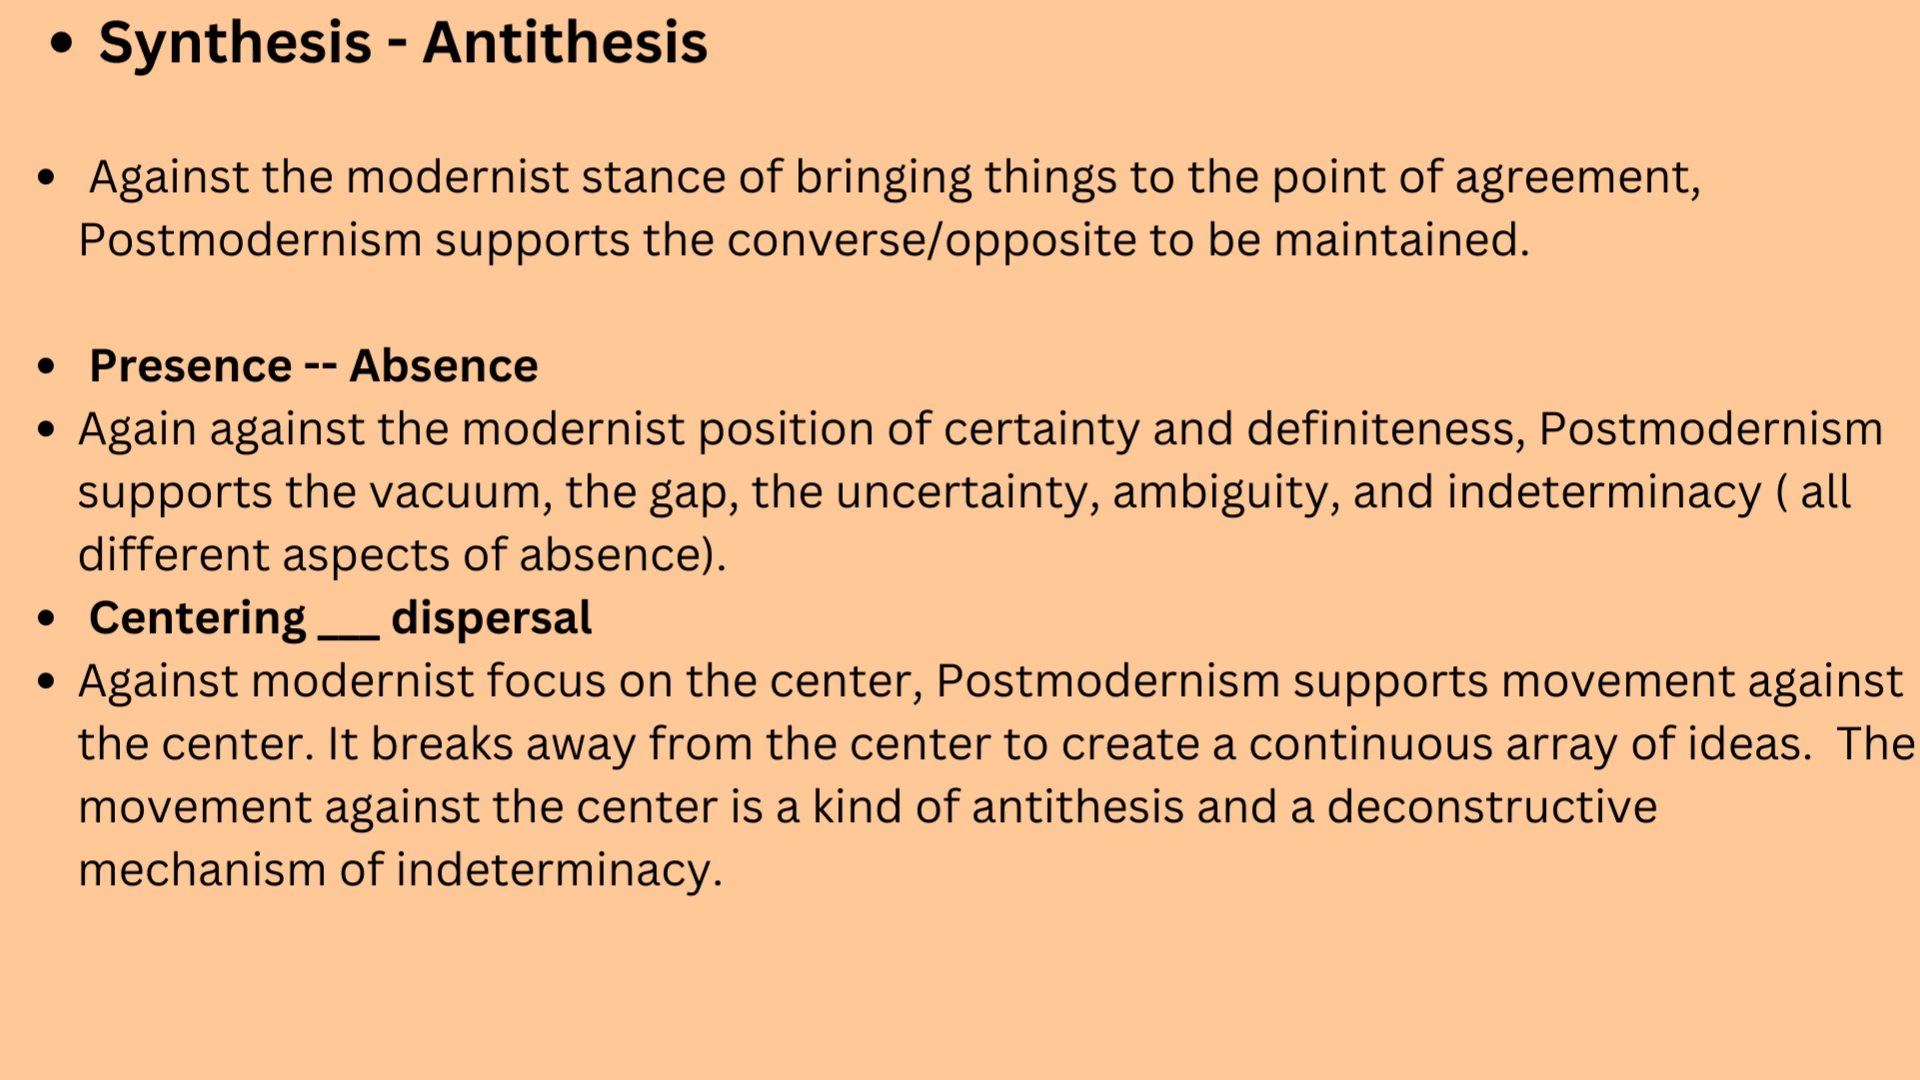 • Synthesis - Antithesis
• Against the modernist stance of bringing things to the point of agreement,
Postmodernism supports the converse/opposite to be maintained.
• Presence -- Absence
• Again against the modernist position of certainty and definiteness, Postmodernism
supports the vacuum, the gap, the uncertainty, ambiguity, and indeterminacy ( all
different aspects of absence).
• Centering ___ dispersal
• Against modernist focus on the center, Postmodernism supports movement against
the center. It breaks away from the center to create a continuous array of ideas.  The
movement against the center is a kind of antithesis and a deconstructive
mechanism of indeterminacy.